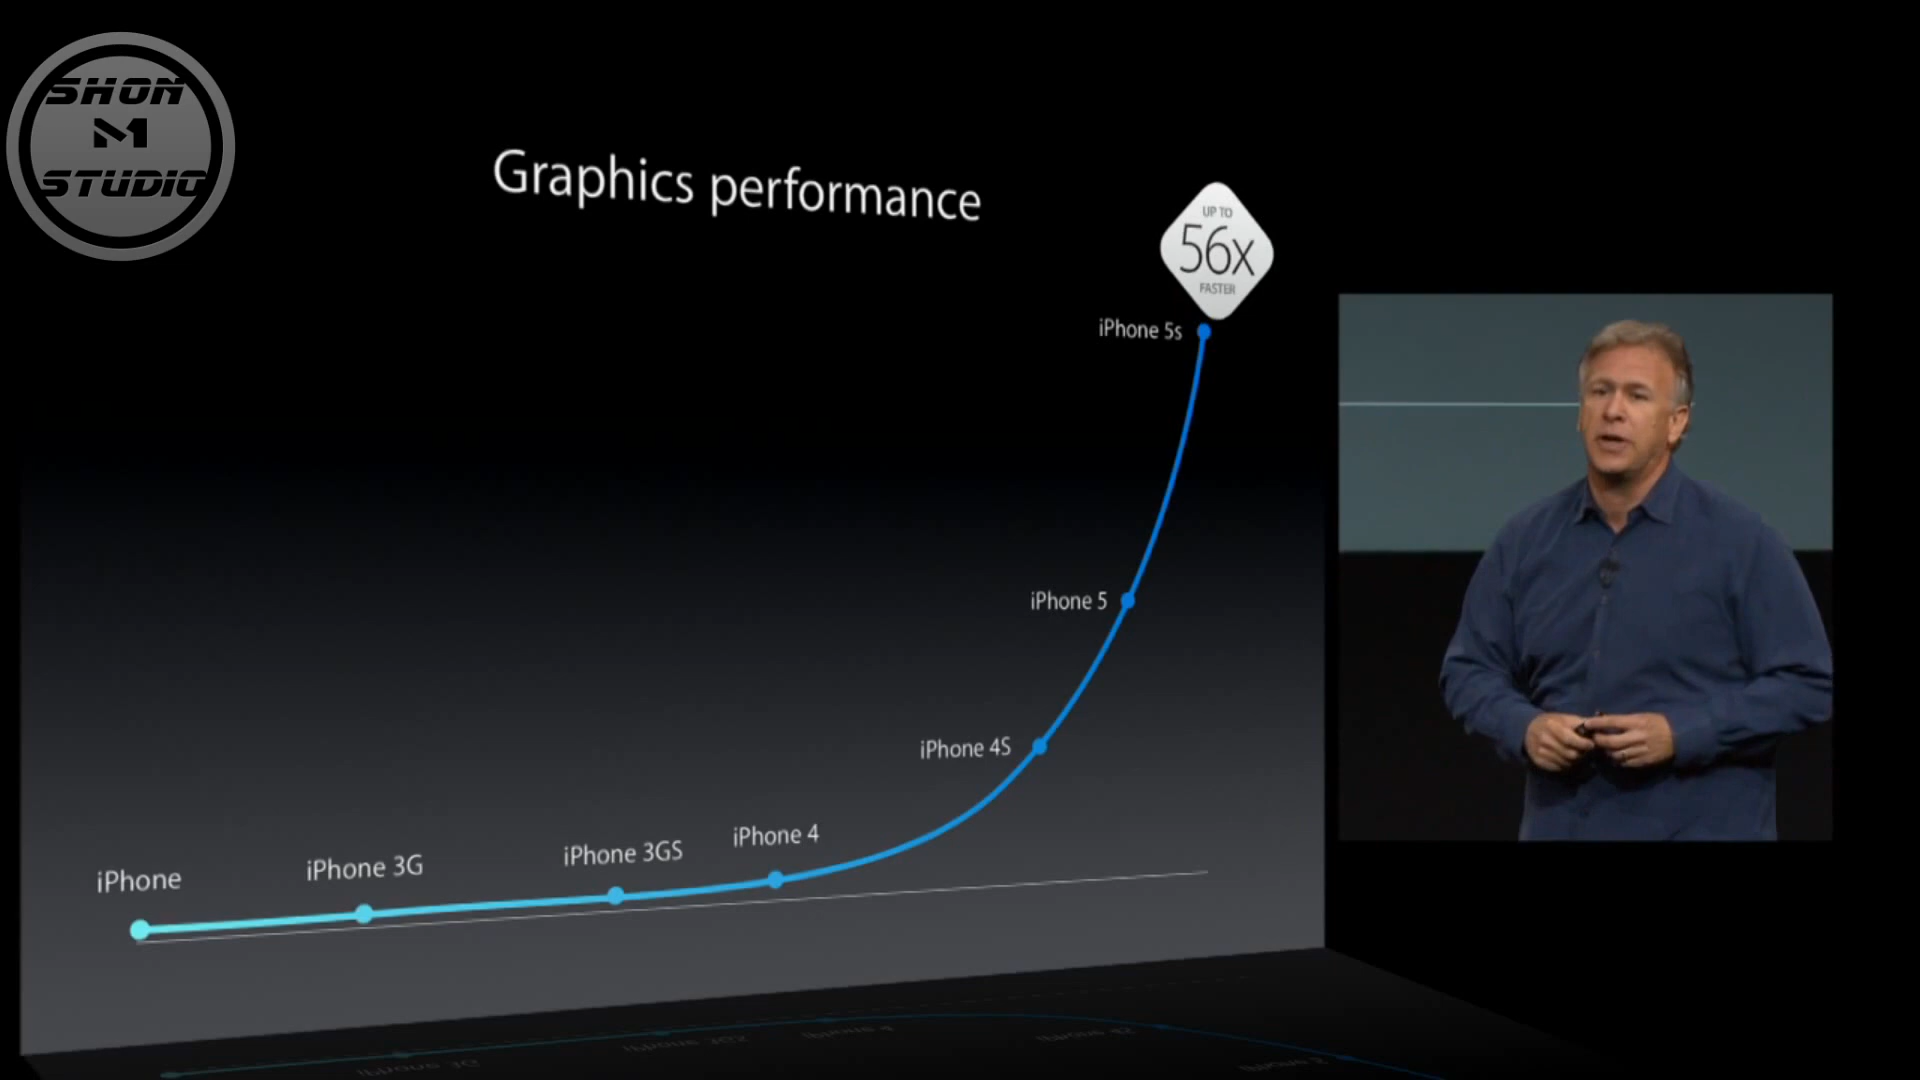 SHON
M
STUDIO
Graphics performance
UP TO
56x
FASTER
iPhone 5s
iPhone 5
iPhone 4S
iPhone 4
iPhone 3GS
iPhone 3G
iPhone